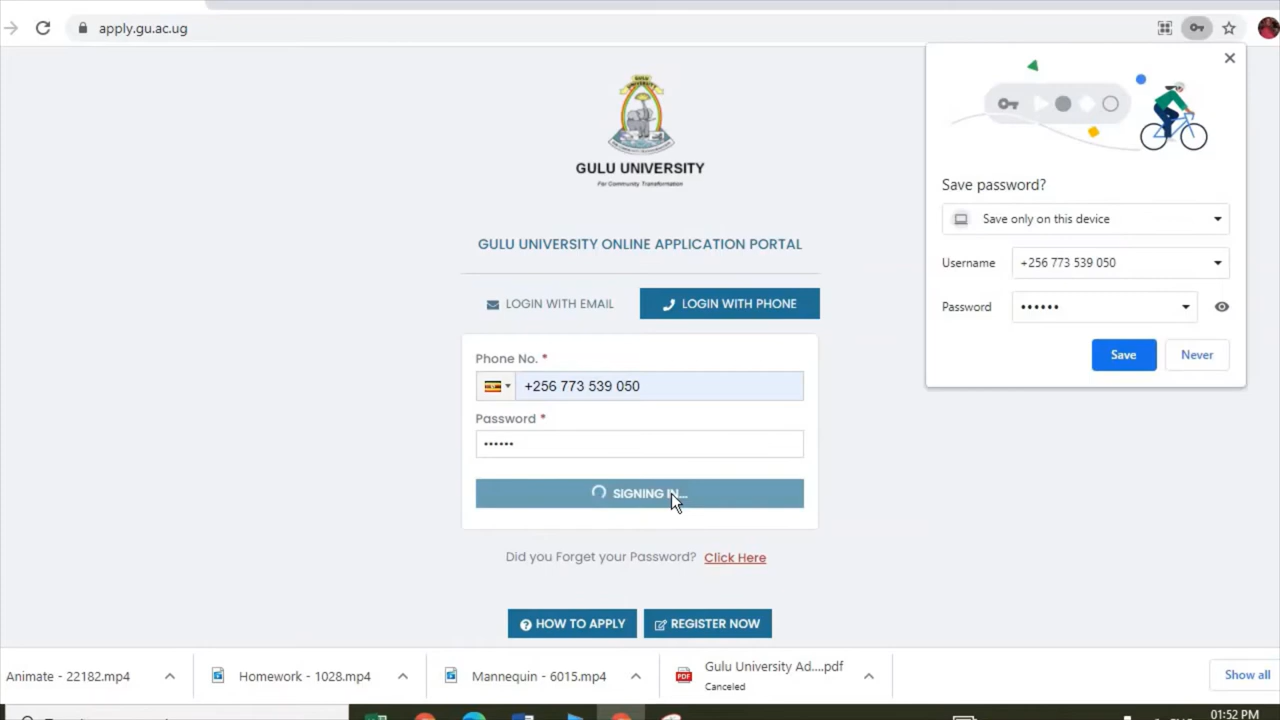 apply.gu.ac.ug
GULU
GULU UNIVERSITY
For Community Transformation
GULU UNIVERSITY ONLINE APPLICATION PORTAL
LOGIN WITH EMAIL
LOGIN WITH PHONE
Phone No. *
+256 773 539 050
Password *
••••••
SIGNING IN...
Did you Forget your Password? Click Here
HOW TO APPLY
REGISTER NOW
Save password?
Save only on this device
Username
+256 773 539 050
Password
••••••
Save
Never
Animate - 22182.mp4
Homework - 1028.mp4
Mannequin - 6015.mp4
PDF
Gulu University Ad....pdf
Canceled
Show all
01:52 PM